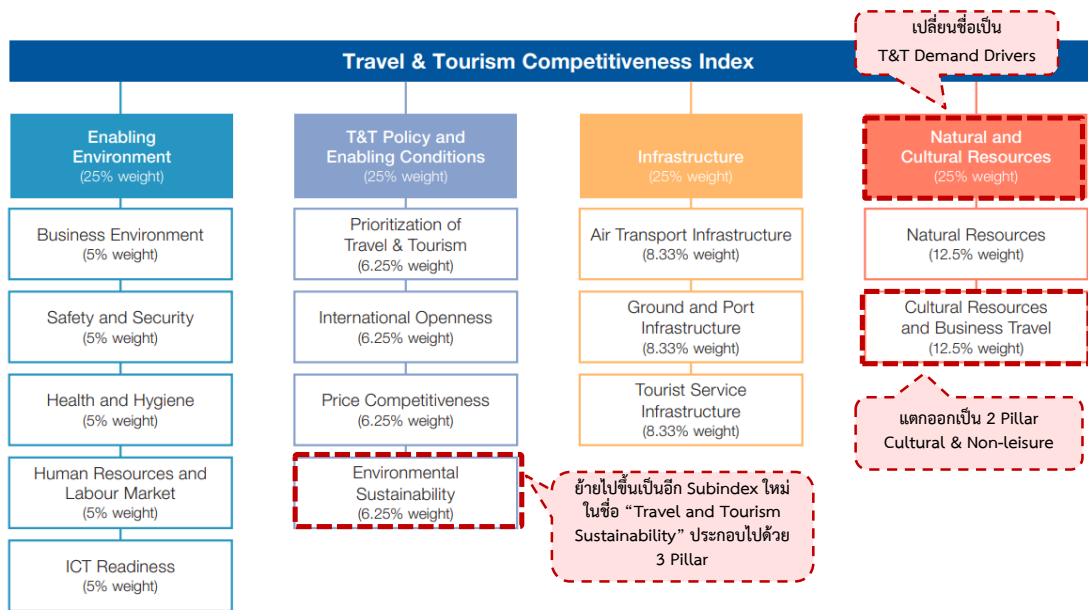 เปลี่ยนชื่อเป็น
T&T Demand Drivers
Travel & Tourism Competitiveness Index
Enabling
Environment
(25% weight)
Business Environment
(5% weight)
Safety and Security
(5% weight)
Health and Hygiene
(5% weight)
Human Resources and
Labour Market
(5% weight)
ICT Readiness
(5% weight)
T&T Policy and
Enabling Conditions
(25% weight)
Prioritization of
Travel & Tourism
(6.25% weight)
International Openness
(6.25% weight)
Price Competitiveness
(6.25% weight)
Environmental
Sustainability
(6.25% weight)
ย้ายไปขึ้นเป็นอีก Subindex ใหม่
ในชื่อ “Travel and Tourism
Sustainability” ประกอบไปด้วย
3 Pillar
Infrastructure
(25% weight)
Air Transport Infrastructure
(8.33% weight)
Ground and Port
Infrastructure
(8.33% weight)
Tourist Service
Infrastructure
(8.33% weight)
Natural and
Cultural Resources
(25% weight)
Natural Resources
(12.5% weight)
Cultural Resources
and Business Travel
(12.5% weight)
แตกออกเป็น 2 Pillar
Cultural & Non-leisure